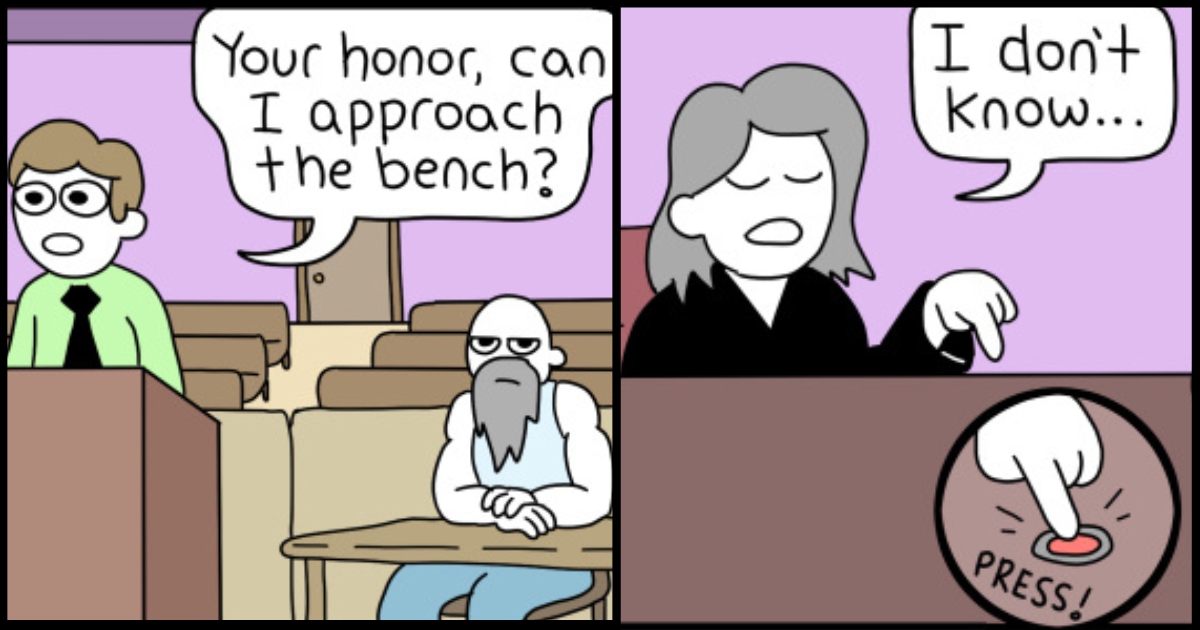 Your honor, can
I approach
the bench?
I don't
know...
PRESS!